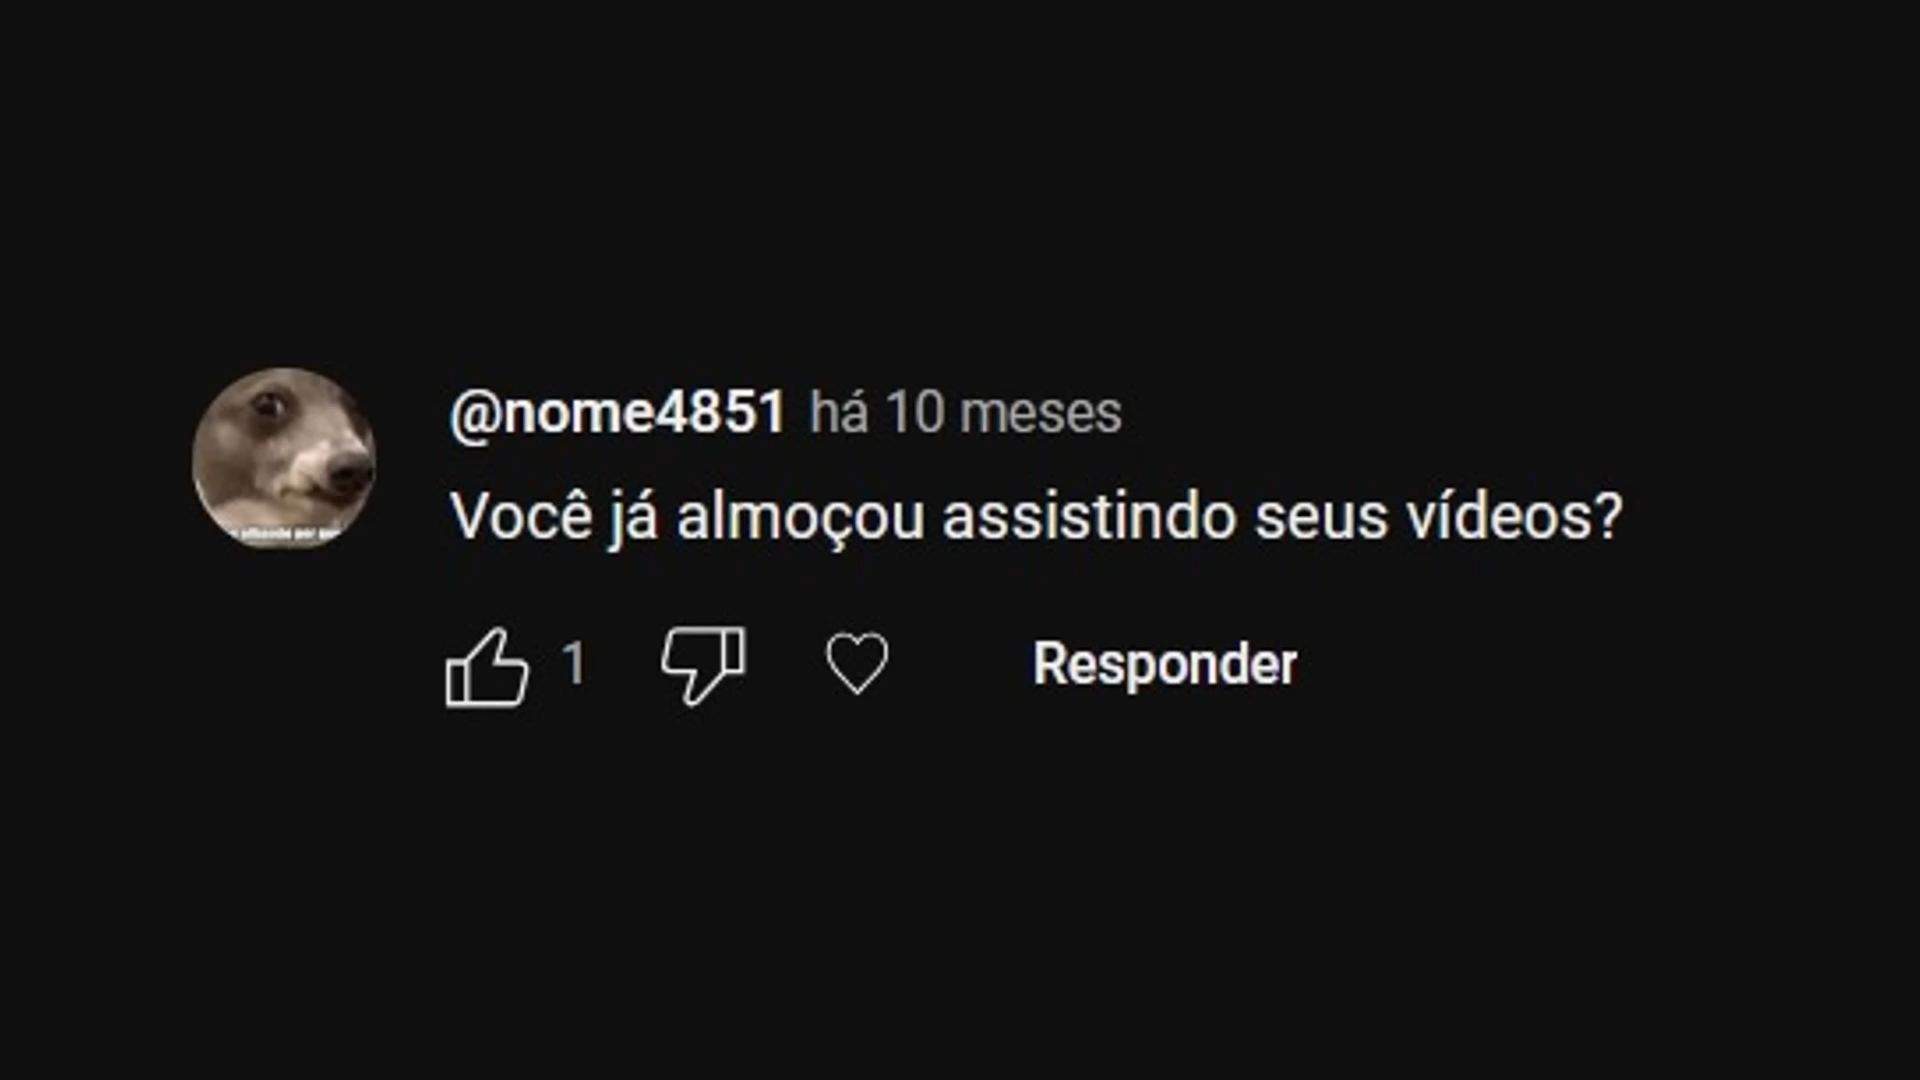 @nome4851 há 10 meses
Você já almoçou assistindo seus vídeos?
1 Responder